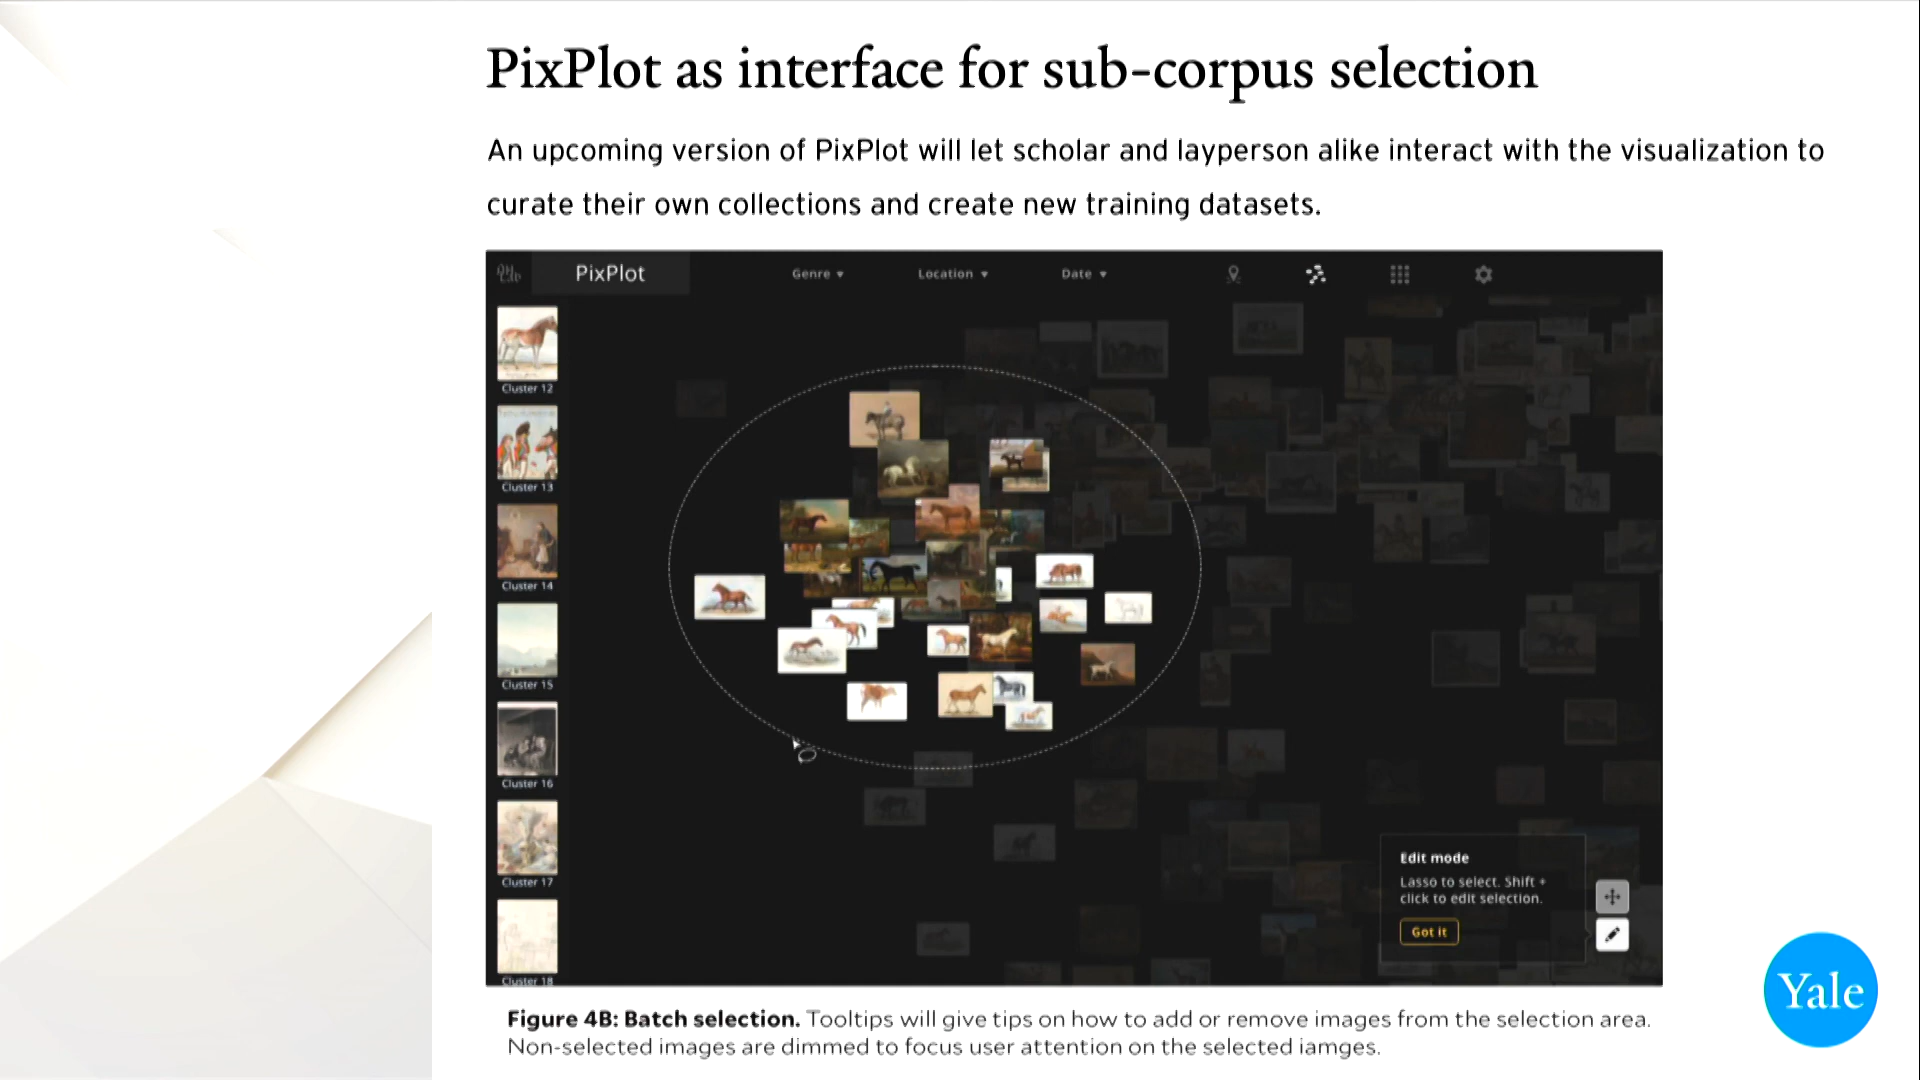 PixPlot as interface for sub-corpus selection
An upcoming version of PixPlot will let scholar and layperson alike interact with the visualization to
curate their own collections and create new training datasets.
PixPlot
Genre
Location
Date
Cluster 12
Cluster 13
Cluster 14
Cluster 15
Cluster 16
Cluster 17
Cluster 18
Edit mode
Lasso to select. Shift +
click to edit selection.
Got it
Yale
Figure 4B: Batch selection. Tooltips will give tips on how to add or remove images from the selection area.
Non-selected images are dimmed to focus user attention on the selected iamges.